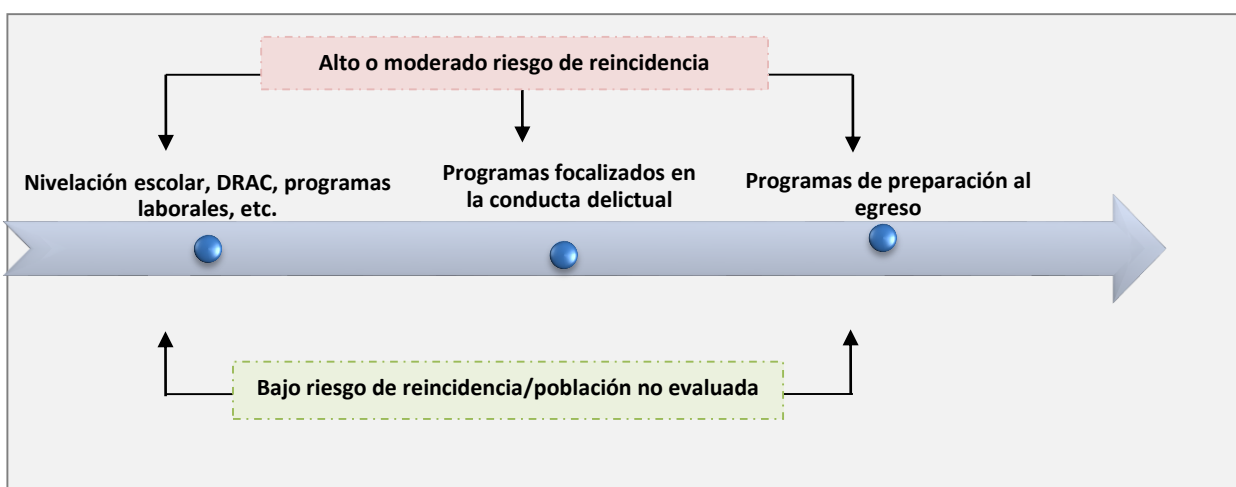 Alto o moderado riesgo de reincidencia
Nivelación escolar, DRAC, programas
laborales, etc.
Programas focalizados en
la conducta delictual
Programas de preparación al
egreso
Bajo riesgo de reincidencia/población no evaluada